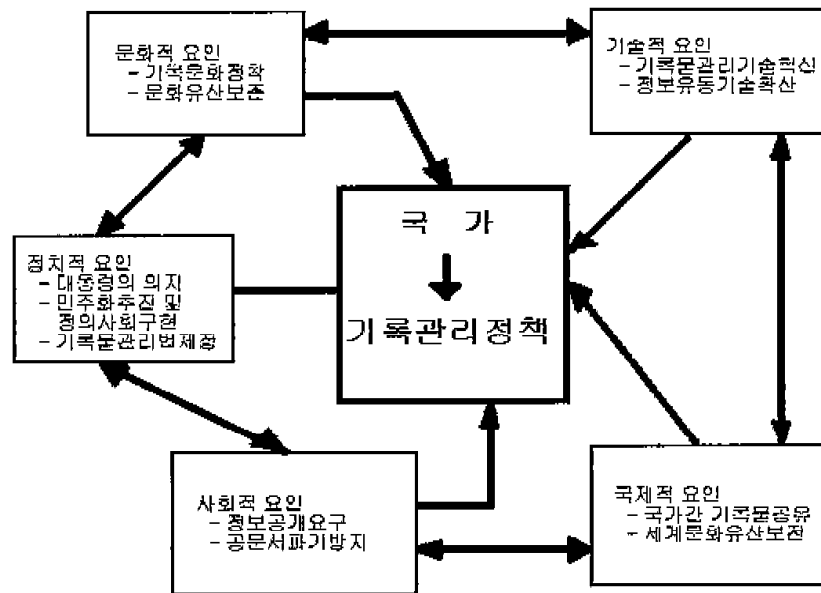 문화적 요인
- 기록문화정착
- 문화유산보존
기술적 요인
- 기록물관리기술혁신
- 정보유통기술확산
국 가
기록관리정책
정치적 요인
- 대통령의 의지
- 민주화추진 및
정의사회구현
- 기록물관리법제정
사회적 요인
- 정보공개요구
- 공문서파기방지
국제적 요인
- 국가간 기록물공유
- 세계문화유산보전